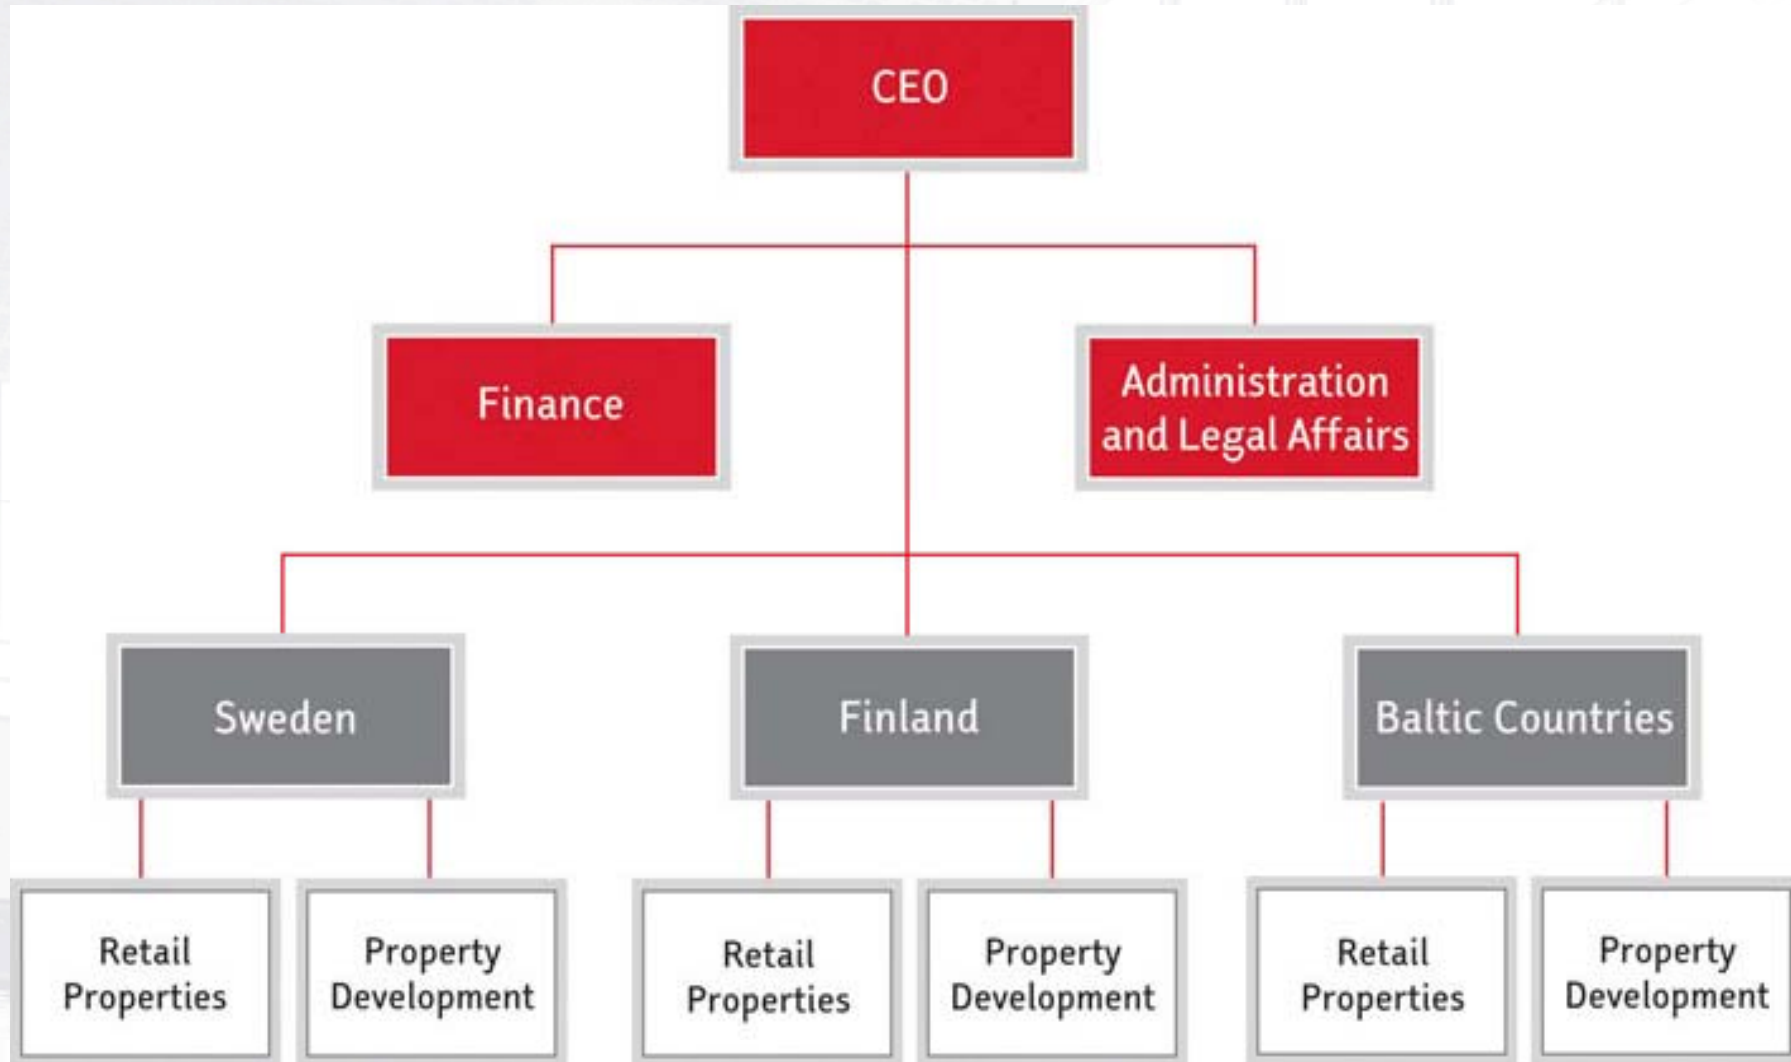 CEO
Finance
Administration
and Legal Affairs
Sweden
Finland
Baltic Countries
Retail
Properties
Property
Development
Retail
Properties
Property
Development
Retail
Properties
Property
Development